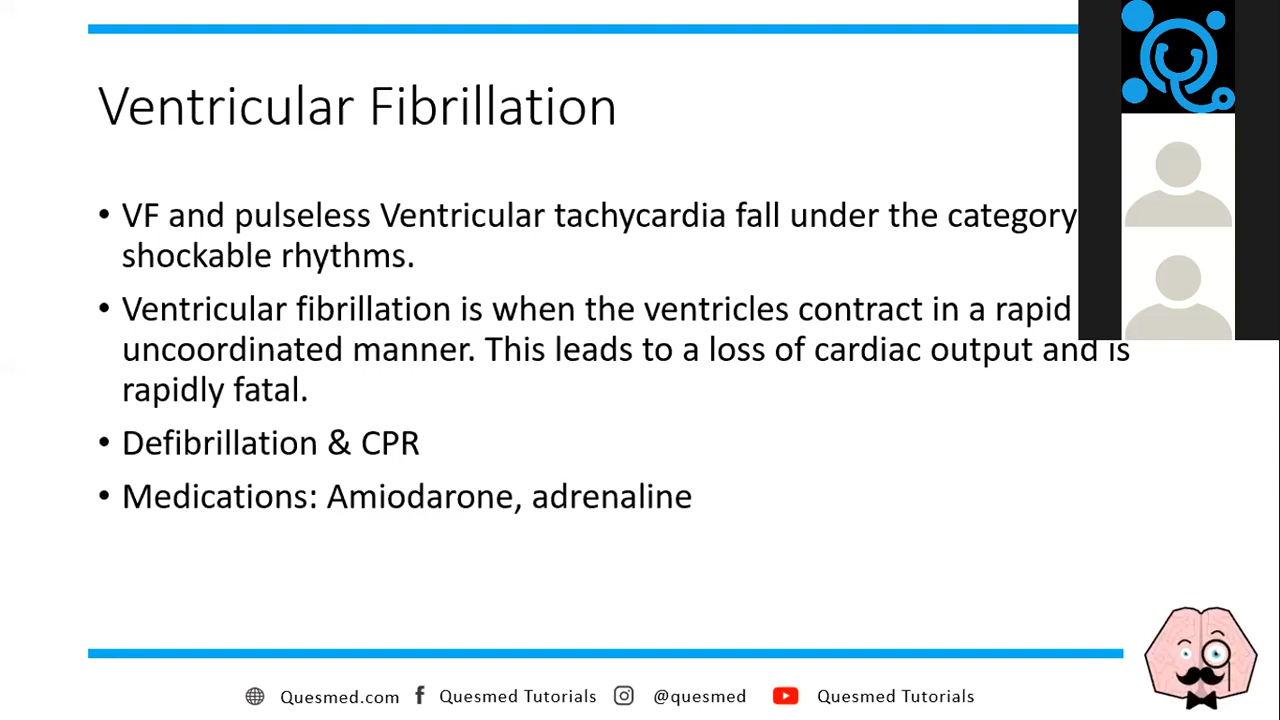 Ventricular Fibrillation
• VF and pulseless Ventricular tachycardia fall under the category
shockable rhythms.
• Ventricular fibrillation is when the ventricles contract in a rapid
uncoordinated manner. This leads to a loss of cardiac output and is
rapidly fatal.
• Defibrillation & CPR
• Medications: Amiodarone, adrenaline
Quesmed.com Quesmed Tutorials @quesmed Quesmed Tutorials